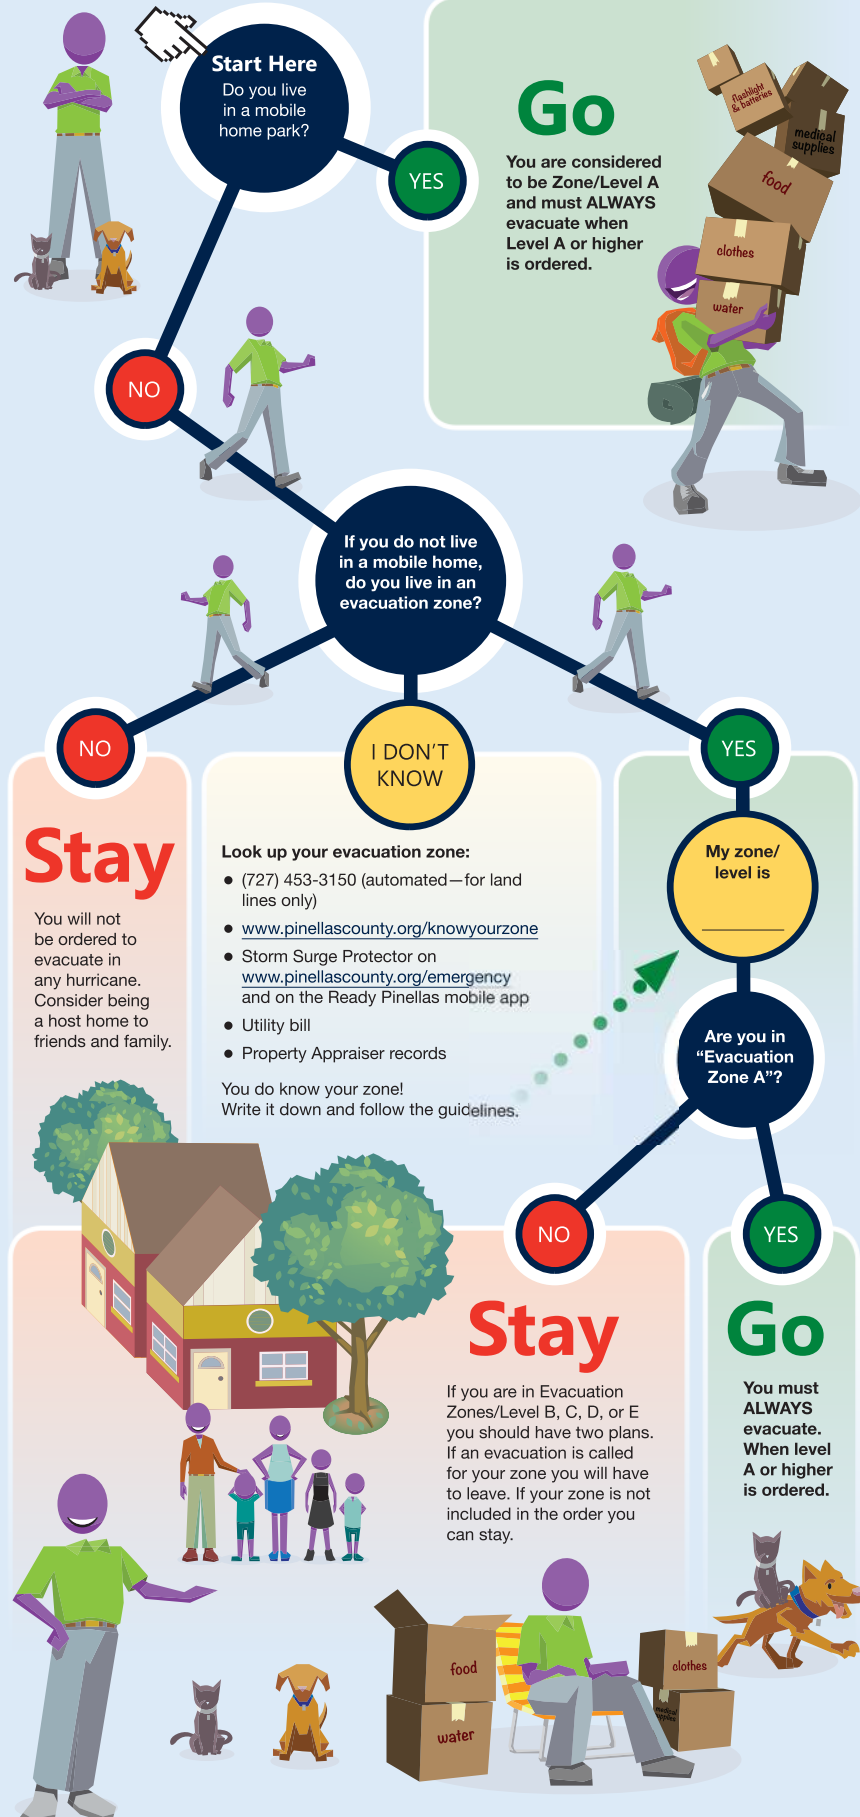 Start Here
Do you live
in a mobile
home park?
YES
NO
Go
You are considered
to be Zone/Level A
and must ALWAYS
evacuate when
Level A or higher
is ordered.
flashlight
& batteries
medical
supplies
food
clothes
water
If you do not live
in a mobile home,
do you live in an
evacuation zone?
NO
I DON'T
KNOW
YES
Stay
You will not
be ordered to
evacuate in
any hurricane.
Consider being
a host home to
friends and family.
Look up your evacuation zone:
• (727) 453-3150 (automated—for land
lines only)
• www.pinellascounty.org/knowyourzone
• Storm Surge Protector on
www.pinellascounty.org/emergency
and on the Ready Pinellas mobile app
• Utility bill
• Property Appraiser records
You do know your zone!
Write it down and follow the guidelines.
My zone/
level is
Are you in
“Evacuation
Zone A”?
NO
YES
Stay
If you are in Evacuation
Zones/Level B, C, D, or E
you should have two plans.
If an evacuation is called
for your zone you will have
to leave. If your zone is not
included in the order you
can stay.
Go
You must
ALWAYS
evacuate.
When level
A or higher
is ordered.
food
water
clothes
medical
supplies